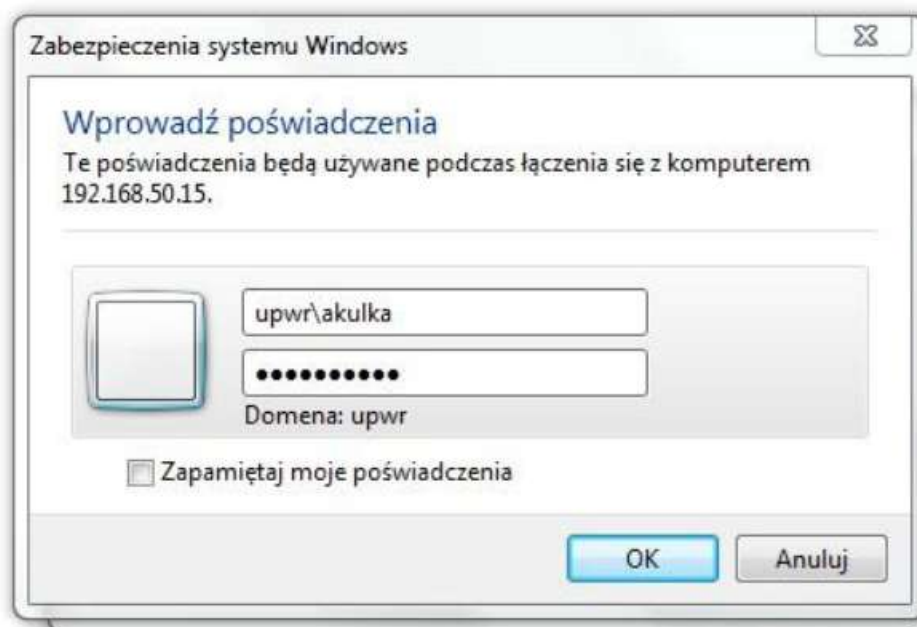 Zabezpieczenia systemu Windows
Wprowadź poświadczenia
Te poświadczenia będą używane podczas łączenia się z komputerem
192.168.50.15.
upwr\akulka
●●●●●●●●●●
Domena: upwr
Zapamiętaj moje poświadczenia
OK Anuluj